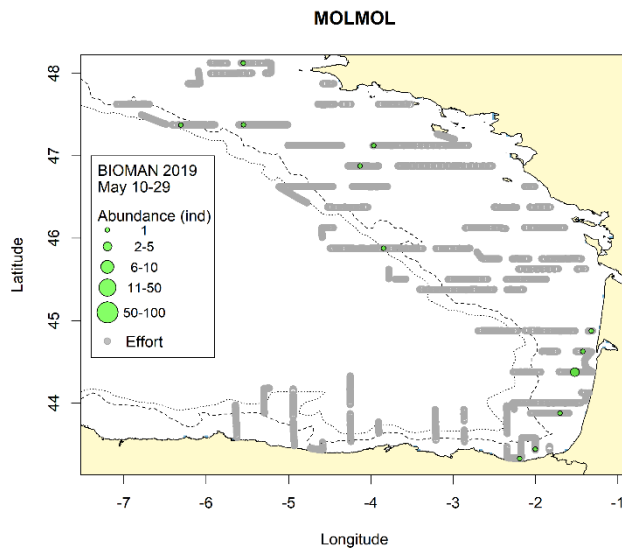 MOLMOL
48
47
46
45
44
Latitude
BIOMAN 2019
May 10-29
Abundance (ind)
1
2-5
6-10
11-50
50-100
Effort
-7 -6 -5 -4 -3 -2 -1
Longitude